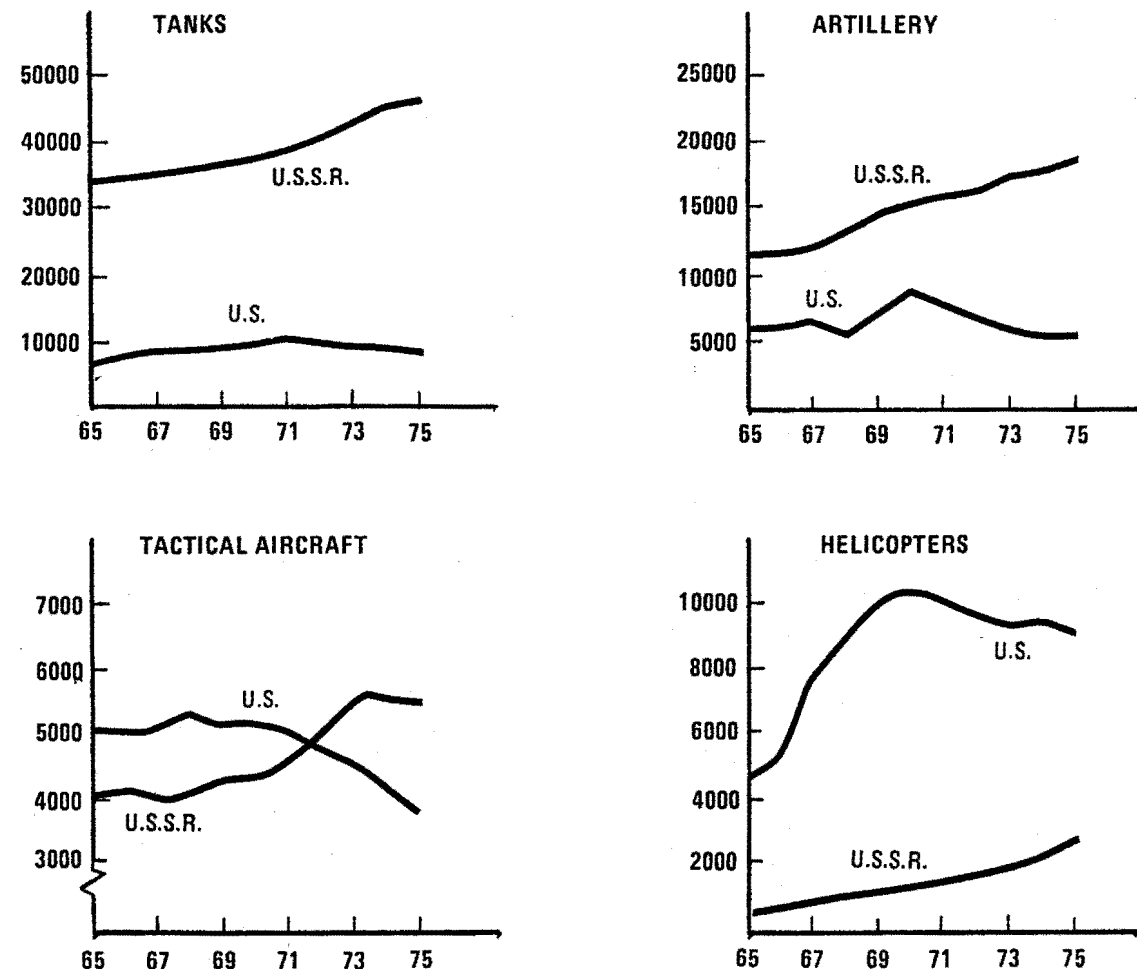 TANKS
50000
40000
30000
20000
10000
U.S.S.R.
U.S.
65 67 69 71 73 75
ARTILLERY
25000
20000
15000
10000
5000
U.S.S.R.
U.S.
65 67 69 71 73 75
TACTICAL AIRCRAFT
7000
6000
5000
4000
3000
U.S.
U.S.S.R.
65 67 69 71 73 75
HELICOPTERS
10000
8000
6000
4000
2000
U.S.
U.S.S.R.
65 67 69 71 73 75